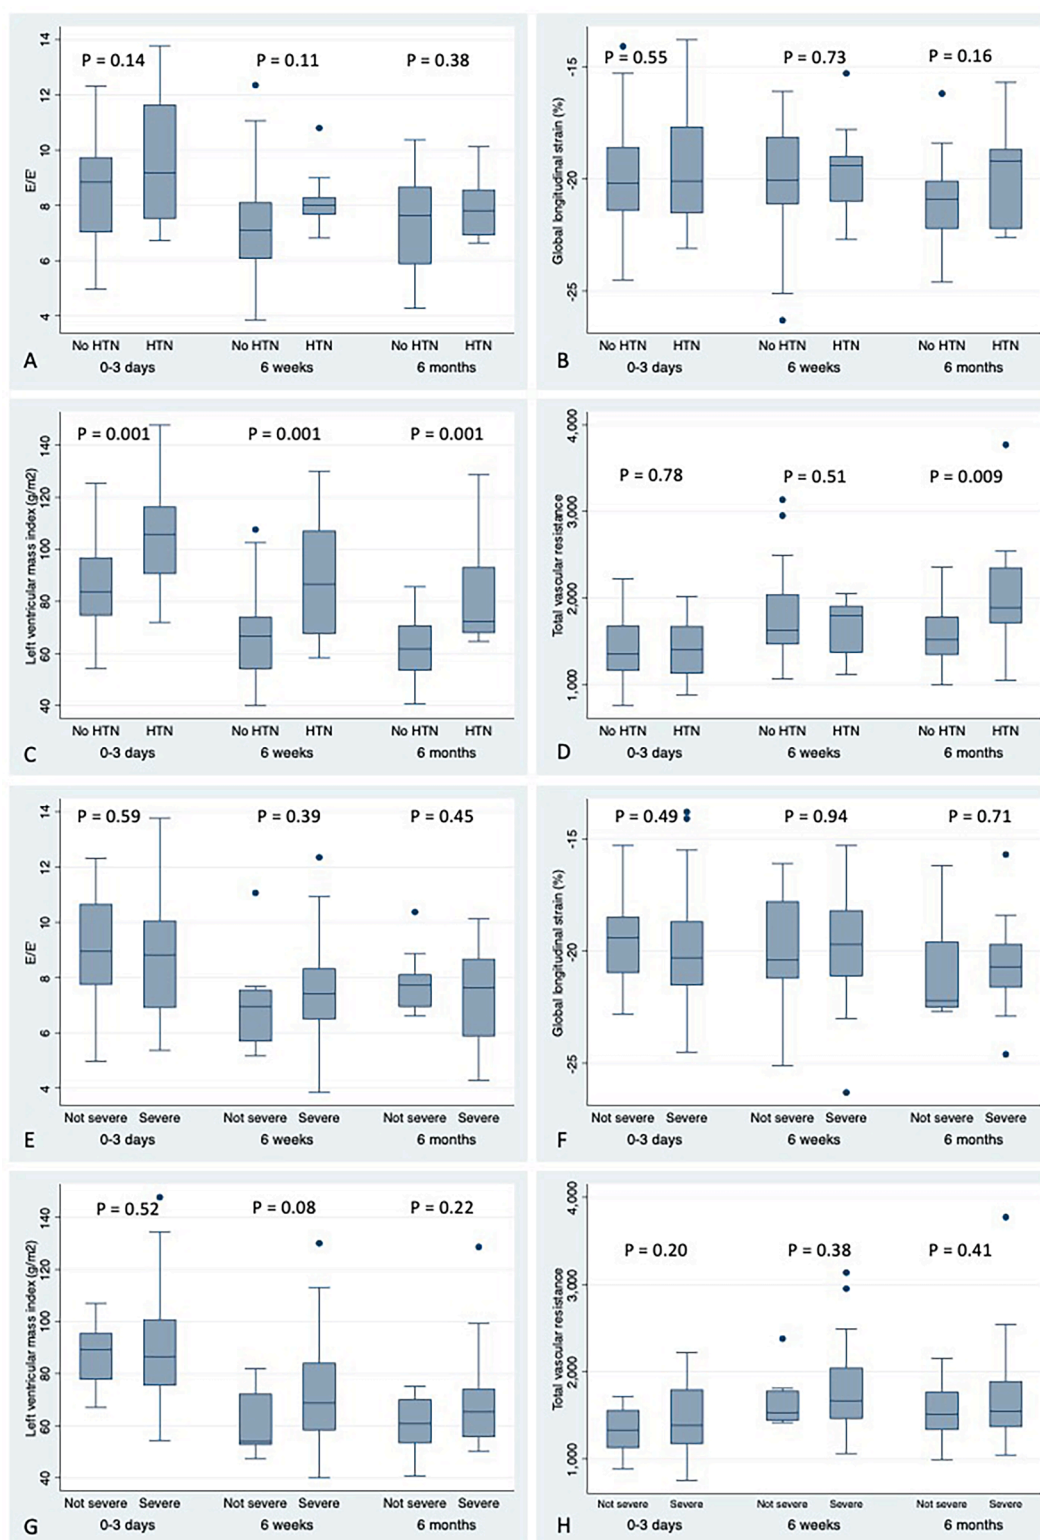 P = 0.14 P = 0.11 P = 0.38
E/E'
14
12
10
8
6
4
No HTN HTN No HTN HTN No HTN HTN
0-3 days 6 weeks 6 months
A
P = 0.55 P = 0.73 P = 0.16
Global longitudinal strain (%)
-15
-20
-25
No HTN HTN No HTN HTN No HTN HTN
0-3 days 6 weeks 6 months
B
P = 0.001 P = 0.001 P = 0.001
Left ventricular mass index (g/m2)
140
120
100
80
60
40
No HTN HTN No HTN HTN No HTN HTN
0-3 days 6 weeks 6 months
C
P = 0.78 P = 0.51 P = 0.009
Total vascular resistance
4,000
3,000
2,000
1,000
No HTN HTN No HTN HTN No HTN HTN
0-3 days 6 weeks 6 months
D
P = 0.59 P = 0.39 P = 0.45
E/E'
14
12
10
8
6
4
Not severe Severe Not severe Severe Not severe Severe
0-3 days 6 weeks 6 months
E
P = 0.49 P = 0.94 P = 0.71
Global longitudinal strain (%)
-15
-20
-25
Not severe Severe Not severe Severe Not severe Severe
0-3 days 6 weeks 6 months
F
P = 0.52 P = 0.08 P = 0.22
Left ventricular mass index (g/m2)
140
120
100
80
60
40
Not severe Severe Not severe Severe Not severe Severe
0-3 days 6 weeks 6 months
G
P = 0.20 P = 0.38 P = 0.41
Total vascular resistance
4,000
3,000
2,000
1,000
Not severe Severe Not severe Severe Not severe Severe
0-3 days 6 weeks 6 months
H